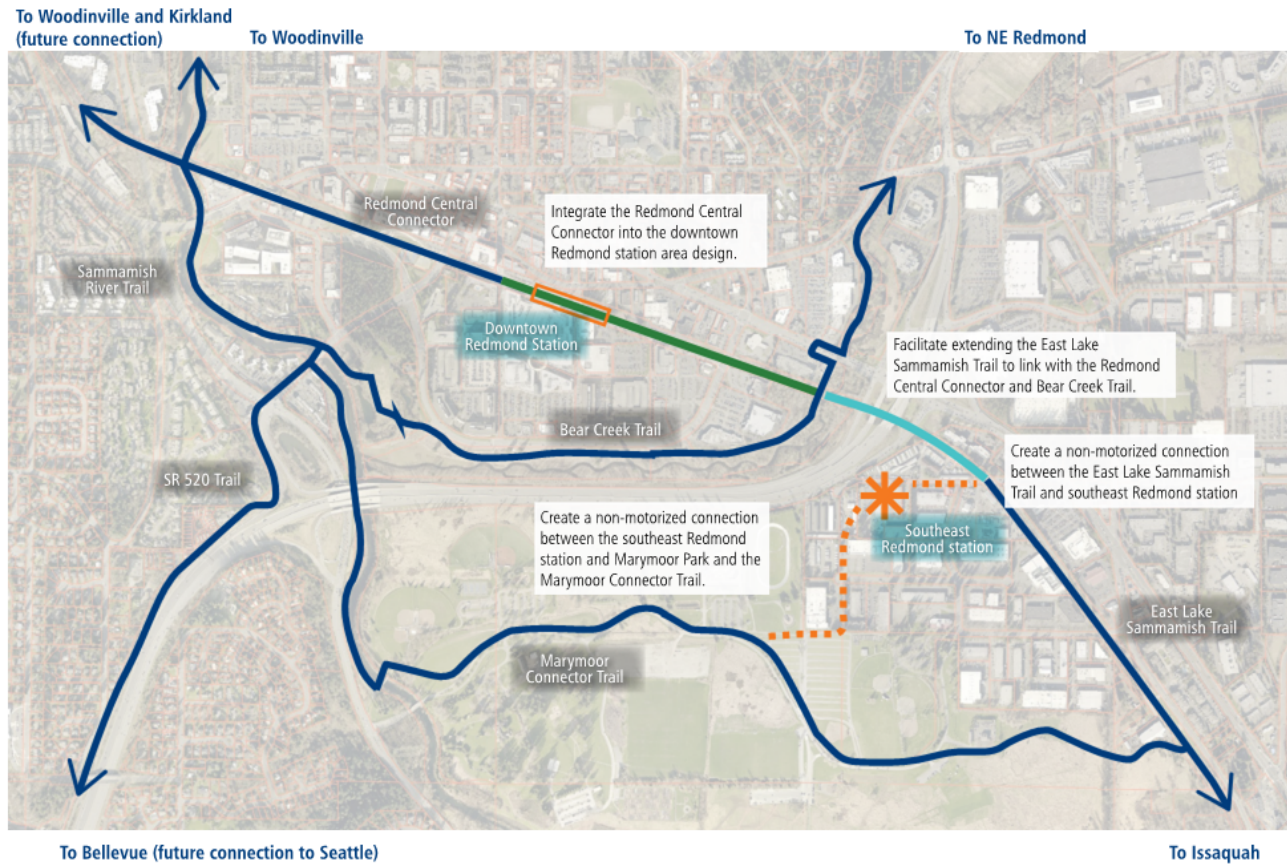 To Woodinville and Kirkland
(future connection)
To Woodinville
To NE Redmond
Redmond Central
Connector
Integrate the Redmond Central
Connector into the downtown
Redmond station area design.
Sammamish
River Trail
Downtown
Redmond Station
Facilitate extending the East Lake
Sammamish Trail to link with the Redmond
Central Connector and Bear Creek Trail.
Bear Creek Trail
Create a non-motorized connection
between the East Lake Sammamish
Trail and southeast Redmond station
SR 520 Trail
Create a non-motorized connection
between the southeast Redmond
station and Marymoor Park and the
Marymoor Connector Trail.
Southeast
Redmond station
East Lake
Sammamish Trail
Marymoor
Connector Trail
To Bellevue (future connection to Seattle)
To Issaquah